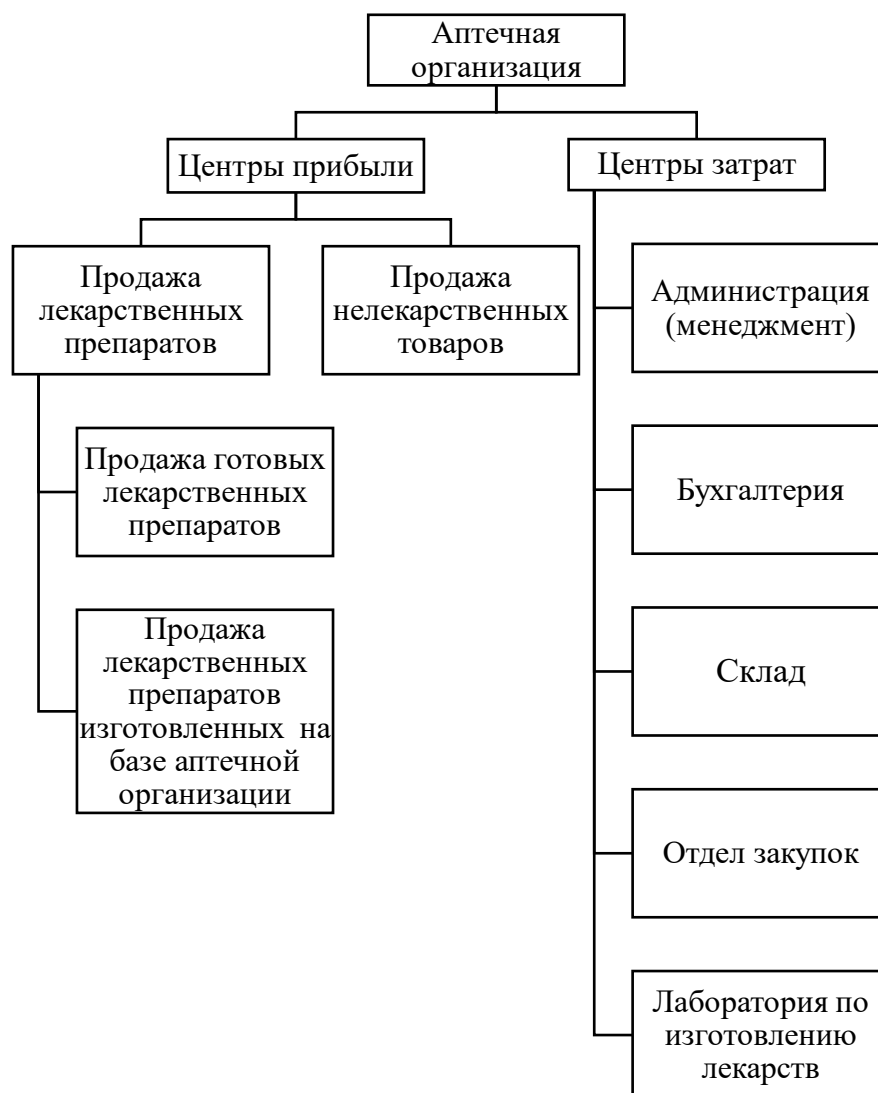 Аптечная
организация
Центры прибыли
Центры затрат
Продажа
лекарственных
препаратов
Продажа
нелекарственных
товаров
Продажа готовых
лекарственных
препаратов
Продажа
лекарственных
препаратов
изготовленных на
базе аптечной
организации
Администрация
(менеджмент)
Бухгалтерия
Склад
Отдел закупок
Лаборатория по
изготовлению
лекарств